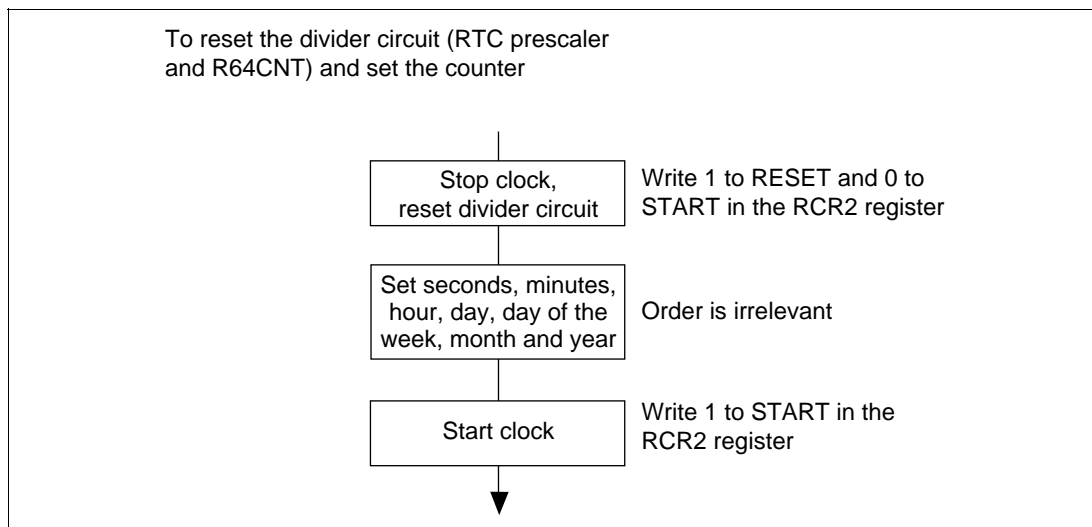 To reset the divider circuit (RTC prescaler
and R64CNT) and set the counter
Stop clock,
reset divider circuit
Write 1 to RESET and 0 to
START in the RCR2 register
Set seconds, minutes,
hour, day, day of the
week, month and year
Order is irrelevant
Start clock
Write 1 to START in the
RCR2 register